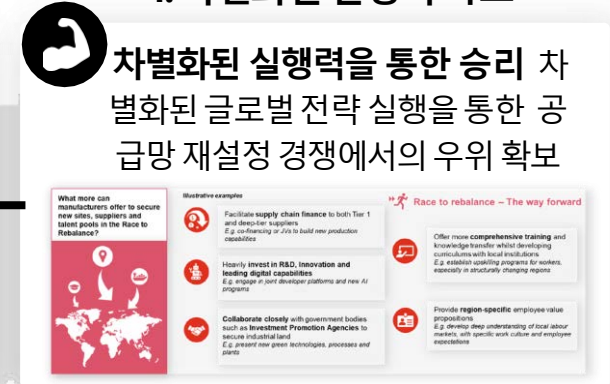 차별화된 실행력을 통한 승리 차
별화된 글로벌 전략 실행을 통한 공
급망 재설정 경쟁에서의 우위 확보
What more can
manufacturers offer to secure
new sites, suppliers and
talent pools in the Race to
Rebalance?
Illustrative examples
Facilitate supply chain finance to both Tier 1
and deep-tier suppliers
E.g. co-financing or JVs to build new production
capabilities
Heavily invest in R&D, Innovation and
leading digital capabilities
E.g. engage in joint developer platforms and new AI
programs
Collaborate closely with government bodies
such as Investment Promotion Agencies to
secure industrial land
E.g. present new green technologies, processes and
plants
Race to rebalance – The way forward
Offer more comprehensive training and
knowledge transfer whilst developing
curriculums with local institutions
E.g. establish upskilling programs for workers,
especially in structurally changing regions
Provide region-specific employee value
propositions
E.g. develop deep understanding of local labour
markets, with specific work culture and employee
expectations